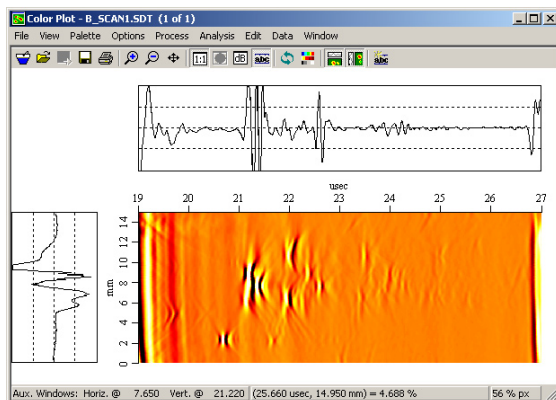 Color Plot - B_SCAN1.SDT (1 of 1)
File View Palette Options Process Analysis Edit Data Window
1:1 dB abc abc
usec
19 20 21 22 23 24 25 26 27
14
12
10
8
6
4
2
0
mm
Aux. Windows: Horiz. @ 7.650 Vert. @ 21.220 (25.660 usec, 14.950 mm) = 4.688 % 56 % px